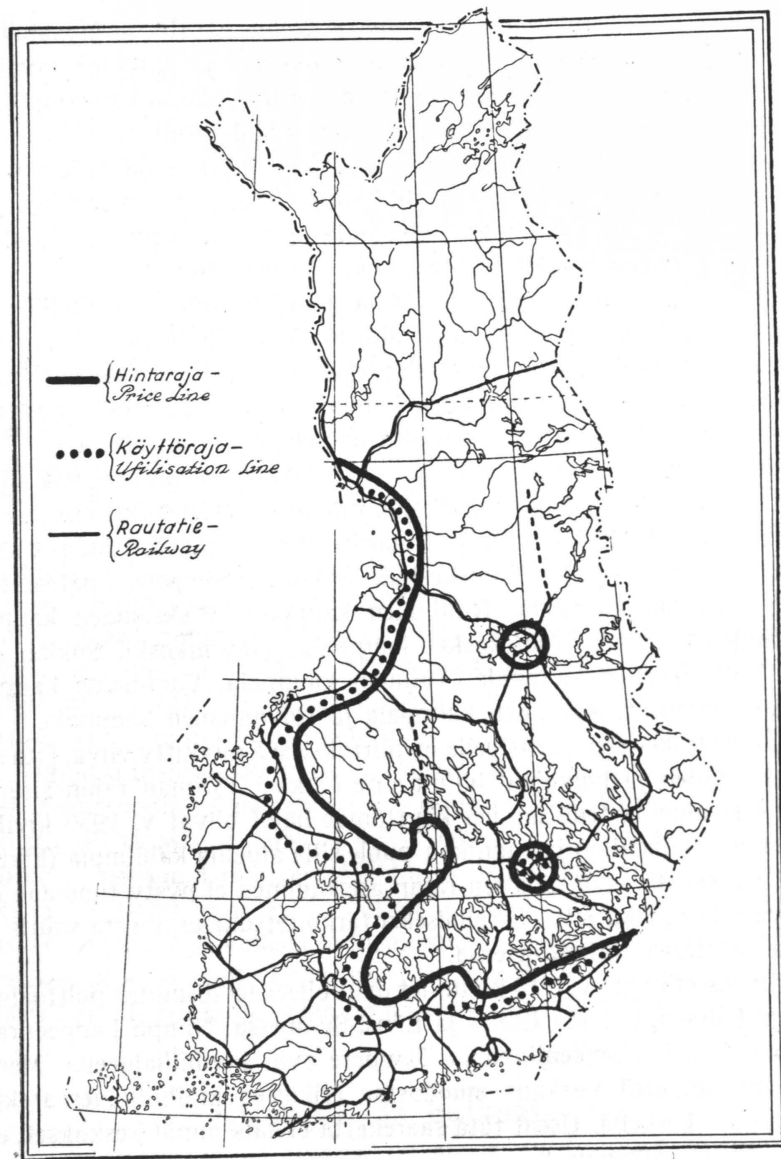 Hintaraja–
Price Line
Käyttöraja–
Utilisation Line
Rautatie–
Railway